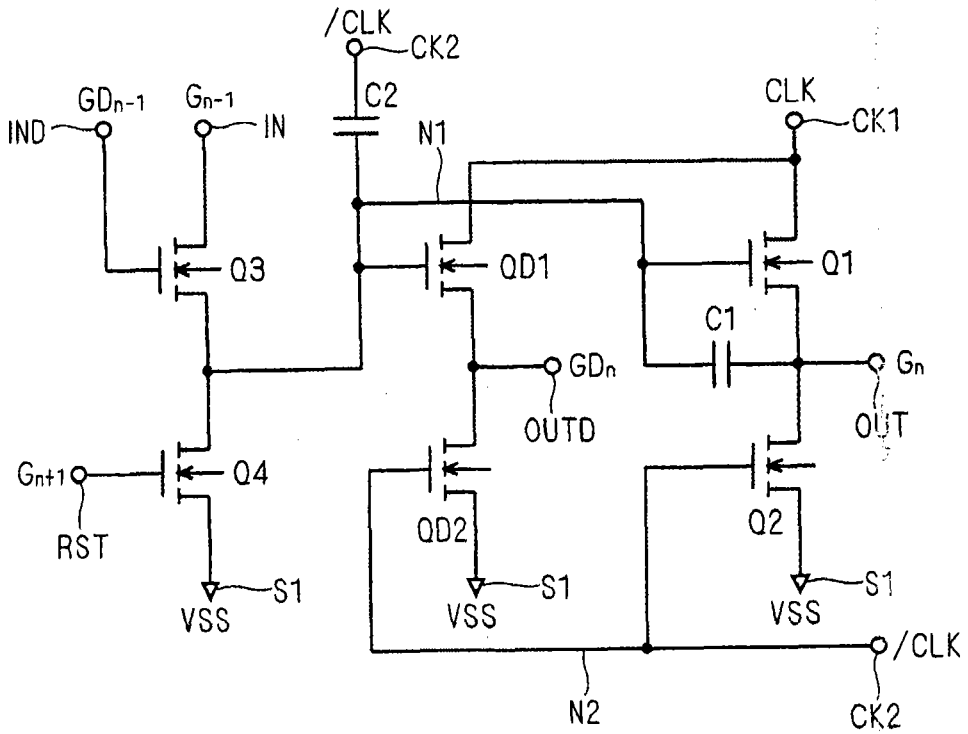 /CLK
CK2
GDn-1
Gn-1
C2
CLK
IND
IN
N1
CK1
Q3
QD1
Q1
C1
GDn
Gn
OUTD
OUT
Gn+1
Q4
RST
QD2
Q2
S1
S1
S1
VSS
VSS
VSS
/CLK
N2
CK2